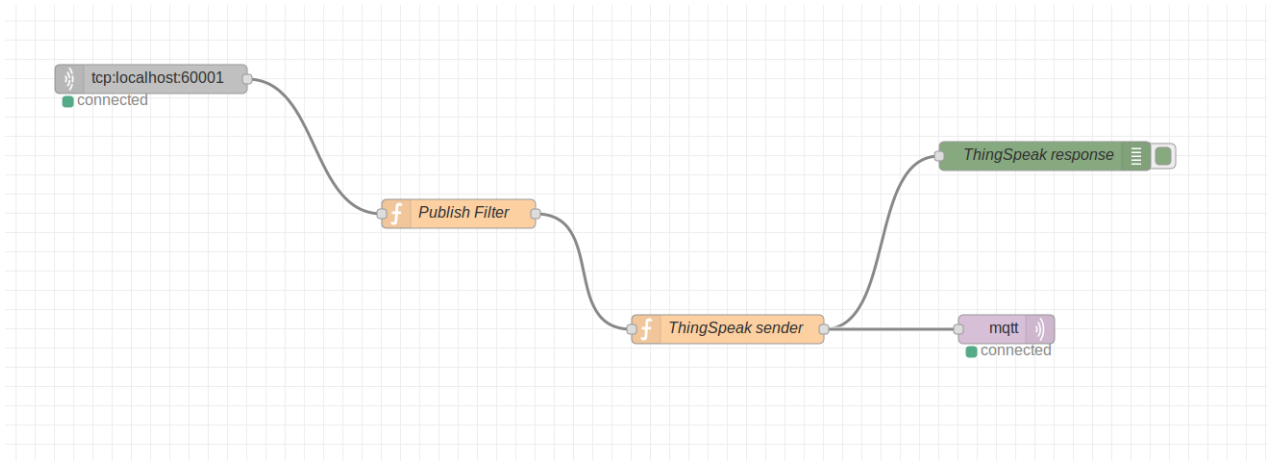 tcp:localhost:60001
connected
ThingSpeak response
Publish Filter
ThingSpeak sender
mqtt
connected